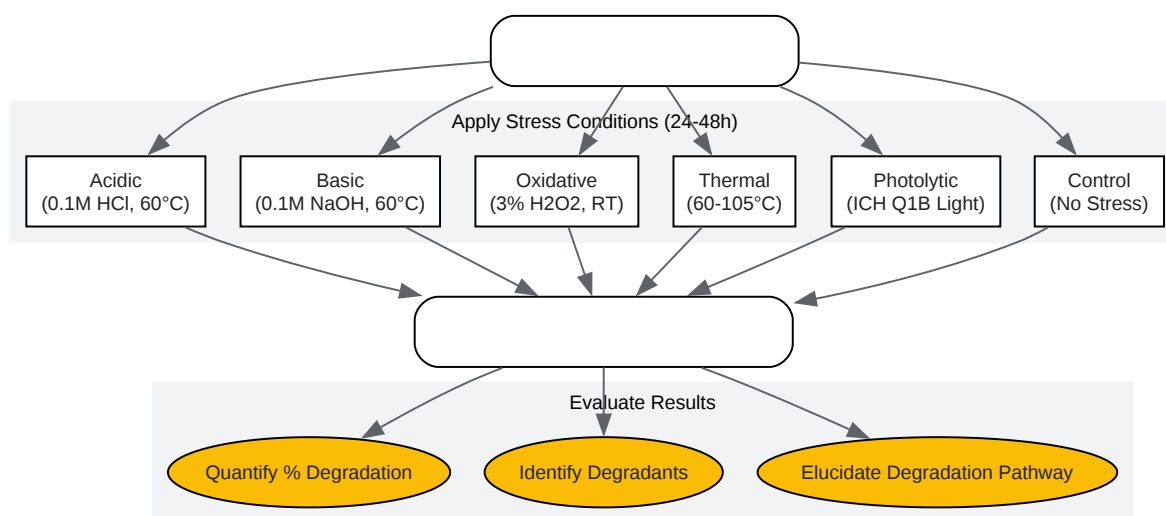 Apply Stress Conditions (24-48h)
Acidic
(0.1M HCl, 60°C)
Basic
(0.1M NaOH, 60°C)
Oxidative
(3% H2O2, RT)
Thermal
(60-105°C)
Photolytic
(ICH Q1B Light)
Control
(No Stress)
Evaluate Results
Quantify % Degradation
Identify Degradants
Elucidate Degradation Pathway